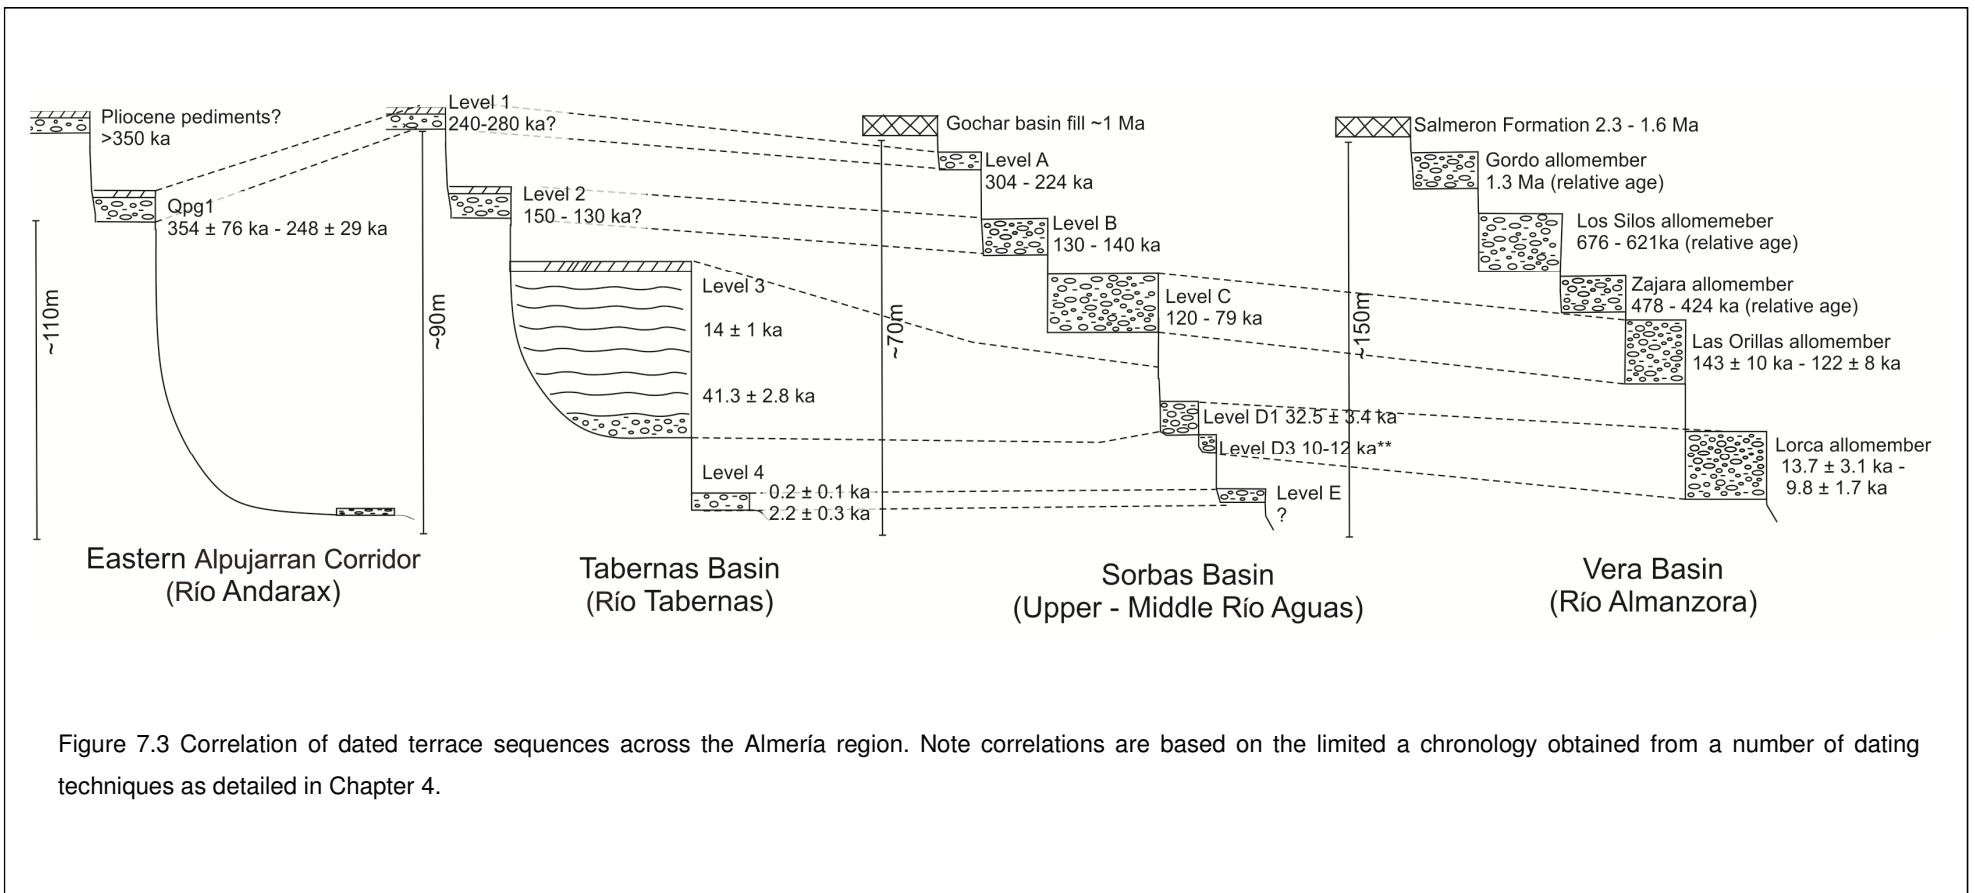 Pliocene pediments?
>350 ka
Qpg1
354 ± 76 ka - 248 ± 29 ka
~110m
Eastern Alpujarran Corridor
(Río Andarax)
Level 1
240-280 ka?
Level 2
150 - 130 ka?
~90m
Level 3
14 ± 1 ka
41.3 ± 2.8 ka
Level 4
0.2 ± 0.1 ka
2.2 ± 0.3 ka
Tabernas Basin
(Río Tabernas)
Gochar basin fill ~1 Ma
Level A
304 - 224 ka
Level B
130 - 140 ka
~70m
Level C
120 - 79 ka
Level D1 32.5 ± 3.4 ka
Level D3 10-12 ka**
Level E
?
Sorbas Basin
(Upper - Middle Río Aguas)
Salmeron Formation 2.3 - 1.6 Ma
Gordo allomember
1.3 Ma (relative age)
Los Silos allomemeber
676 - 621ka (relative age)
Zajara allomember
478 - 424 ka (relative age)
~150m
Las Orillas allomember
143 ± 10 ka - 122 ± 8 ka
Lorca allomember
13.7 ± 3.1 ka -
9.8 ± 1.7 ka
Vera Basin
(Río Almanzora)
Figure 7.3 Correlation of dated terrace sequences across the Almería region. Note correlations are based on the limited a chronology obtained from a number of dating
techniques as detailed in Chapter 4.